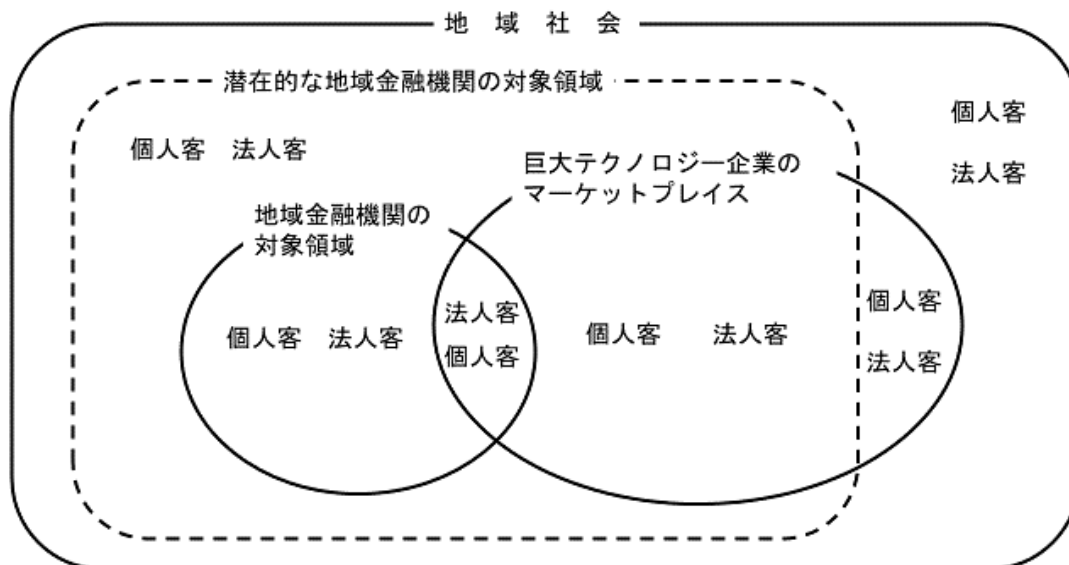 地域社会
潜在的な地域金融機関の対象領域
個人客
法人客
個人客 法人客
巨大テクノロジー企業の
マーケットプレイス
地域金融機関の
対象領域
個人客 法人客
法人客
個人客
個人客 法人客
個人客
法人客